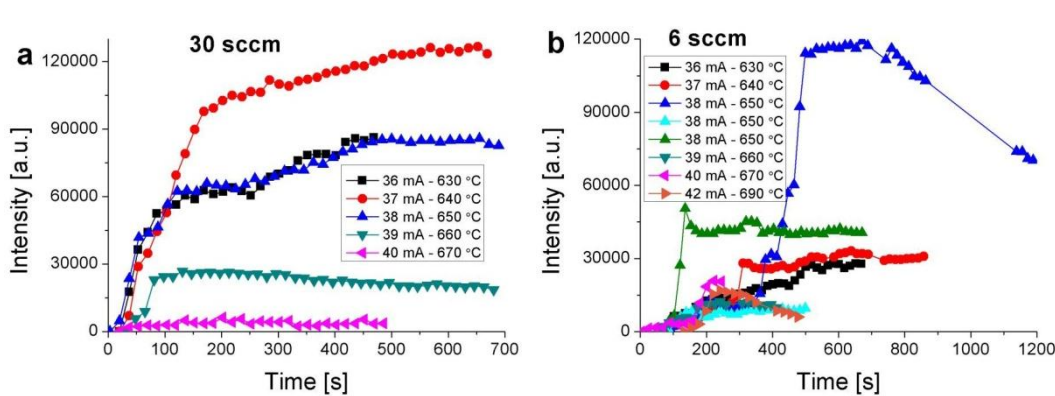 a
30 sccm
120000
90000
60000
30000
0
Intensity [a.u.]
36 mA - 630 °C
37 mA - 640 °C
38 mA - 650 °C
39 mA - 660 °C
40 mA - 670 °C
0 100 200 300 400 500 600 700
Time [s]
b
6 sccm
120000
90000
60000
30000
0
Intensity [a.u.]
36 mA - 630 °C
37 mA - 640 °C
38 mA - 650 °C
38 mA - 650 °C
38 mA - 650 °C
39 mA - 660 °C
40 mA - 670 °C
42 mA - 690 °C
0 200 400 600 800 1000 1200
Time [s]